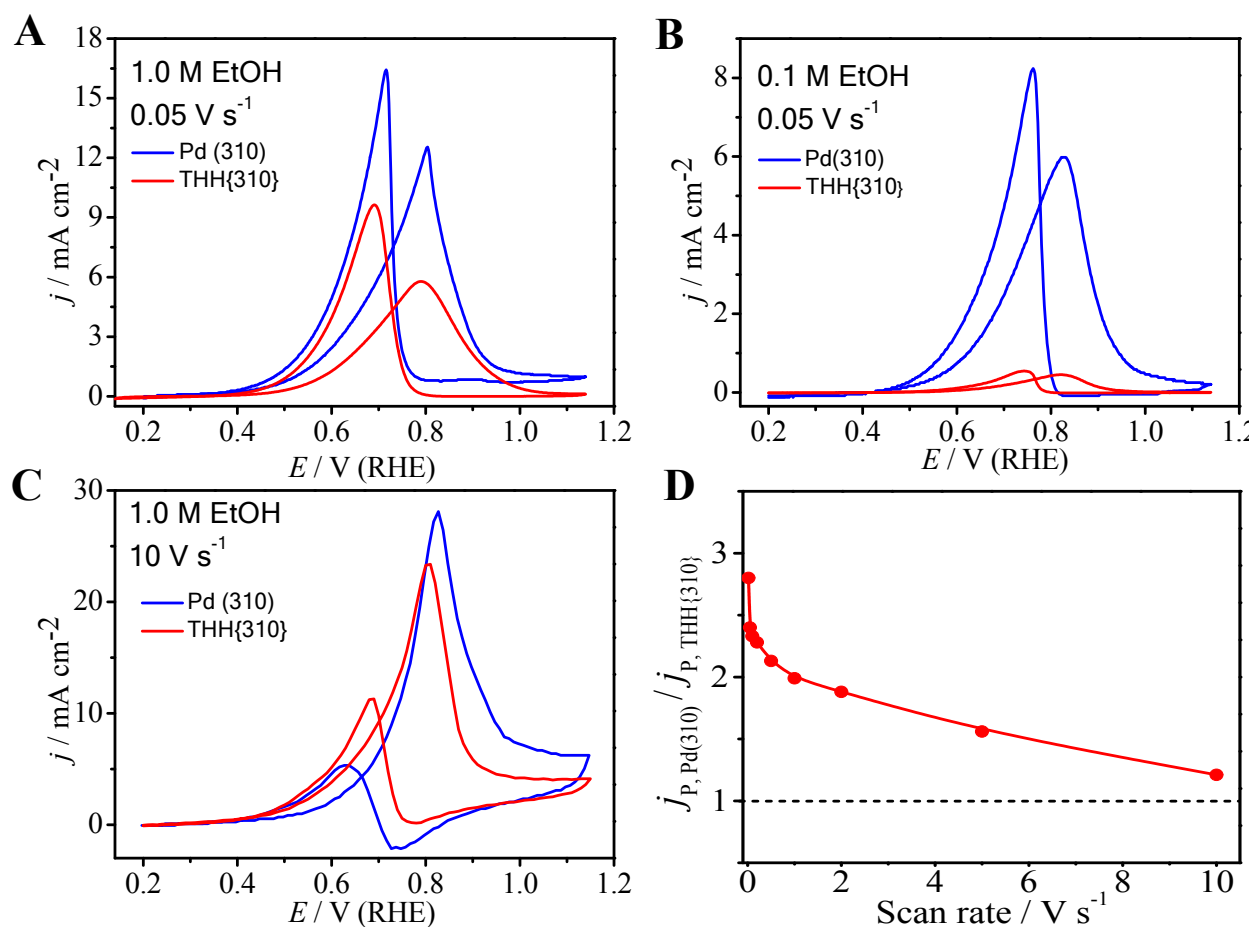 A
18
15
12
9
6
3
0
j / mA cm-2
1.0 M EtOH
0.05 V s-1
Pd (310)
THH{310}
0.2 0.4 0.6 0.8 1.0 1.2
E / V (RHE)
B
8
6
4
2
0
j / mA cm-2
0.1 M EtOH
0.05 V s-1
Pd(310)
THH{310}
0.2 0.4 0.6 0.8 1.0 1.2
E / V (RHE)
C
30
20
10
0
j / mA cm-2
1.0 M EtOH
10 V s-1
Pd (310)
THH{310}
0.2 0.4 0.6 0.8 1.0 1.2
E / V (RHE)
D
3
2
1
jP, Pd(310) / jP, THH{310}
0 2 4 6 8 10
Scan rate / V s-1